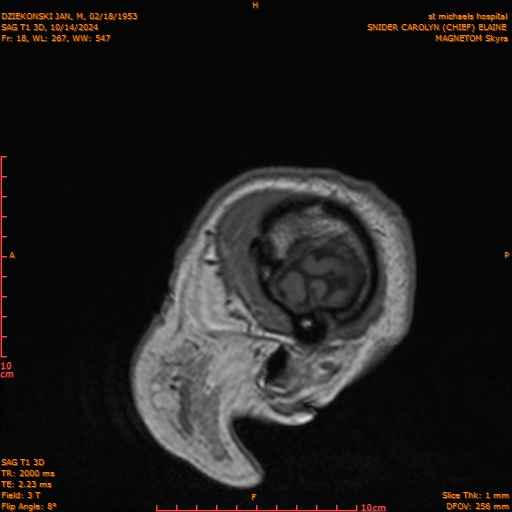 H
DZIEKONSKI JAN, M, 02/18/1953
SAG T1 3D, 10/14/2024
Fr: 18, WL: 267, WW: 547
st michaels hospital
SNIDER CAROLYN (CHIEF) ELAINE
MAGNETOM Skyra
A
P
10
cm
SAG T1 3D
TR: 2000 ms
TE: 2.23 ms
Field: 3 T
Flip Angle: 8°
F
10cm
Slice Thk: 1 mm
DFOV: 256 mm